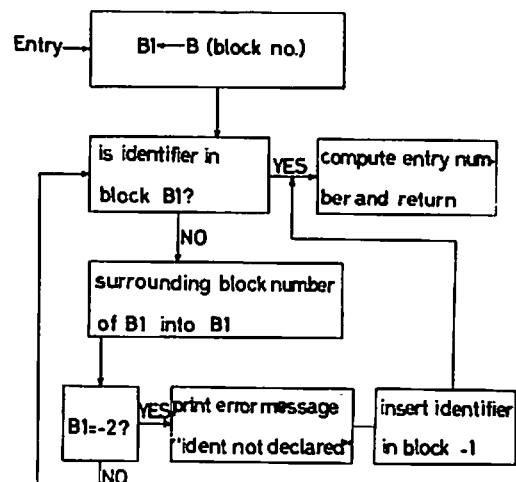 Entry
B1←B (block no.)
is identifier in
block B1?
YES
compute entry num-
ber and return
NO
surrounding block number
of B1 into B1
B1=-2?
YES
print error message
"ident not declared"
insert identifier
in block -1
NO